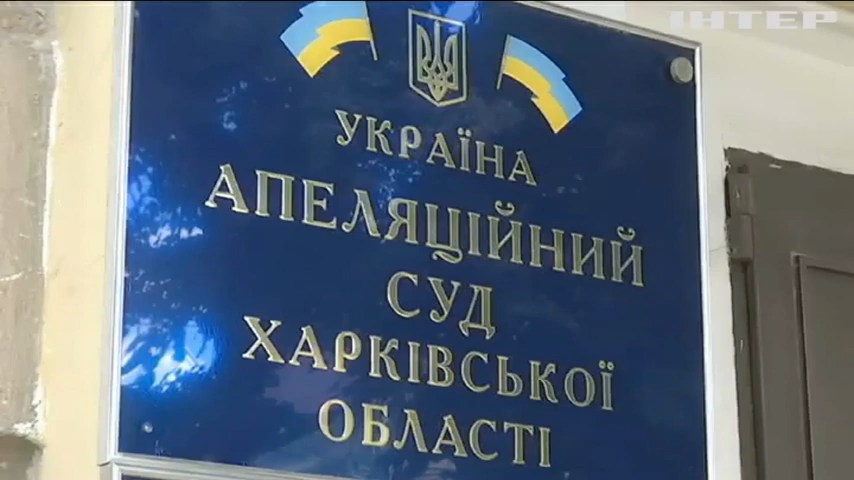 ІНТЕР
УКРАЇНА
АПЕЛЯЦІЙНИЙ
СУД
ХАРКІВСЬКОЇ
ОБЛАСТІ